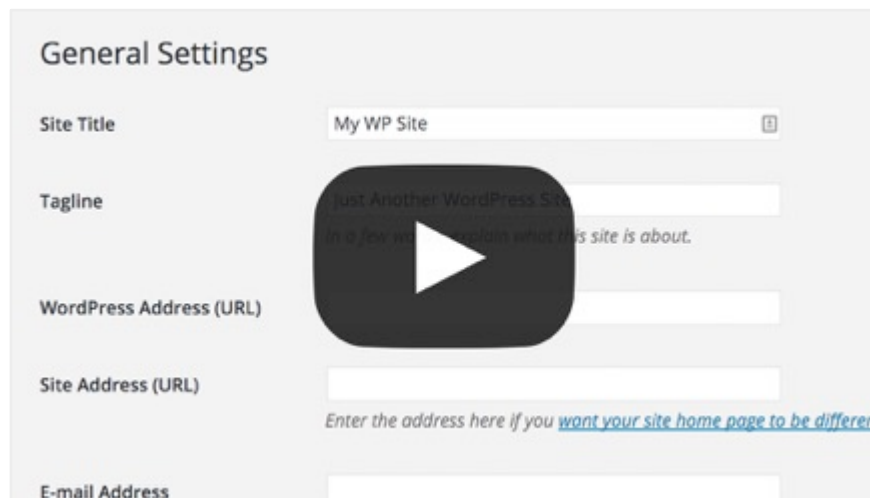 General Settings
Site Title My WP Site
Tagline Just Another WordPress Site
In a few words, explain what this site is about.
WordPress Address (URL)
Site Address (URL)
Enter the address here if you want your site home page to be differen
E-mail Address